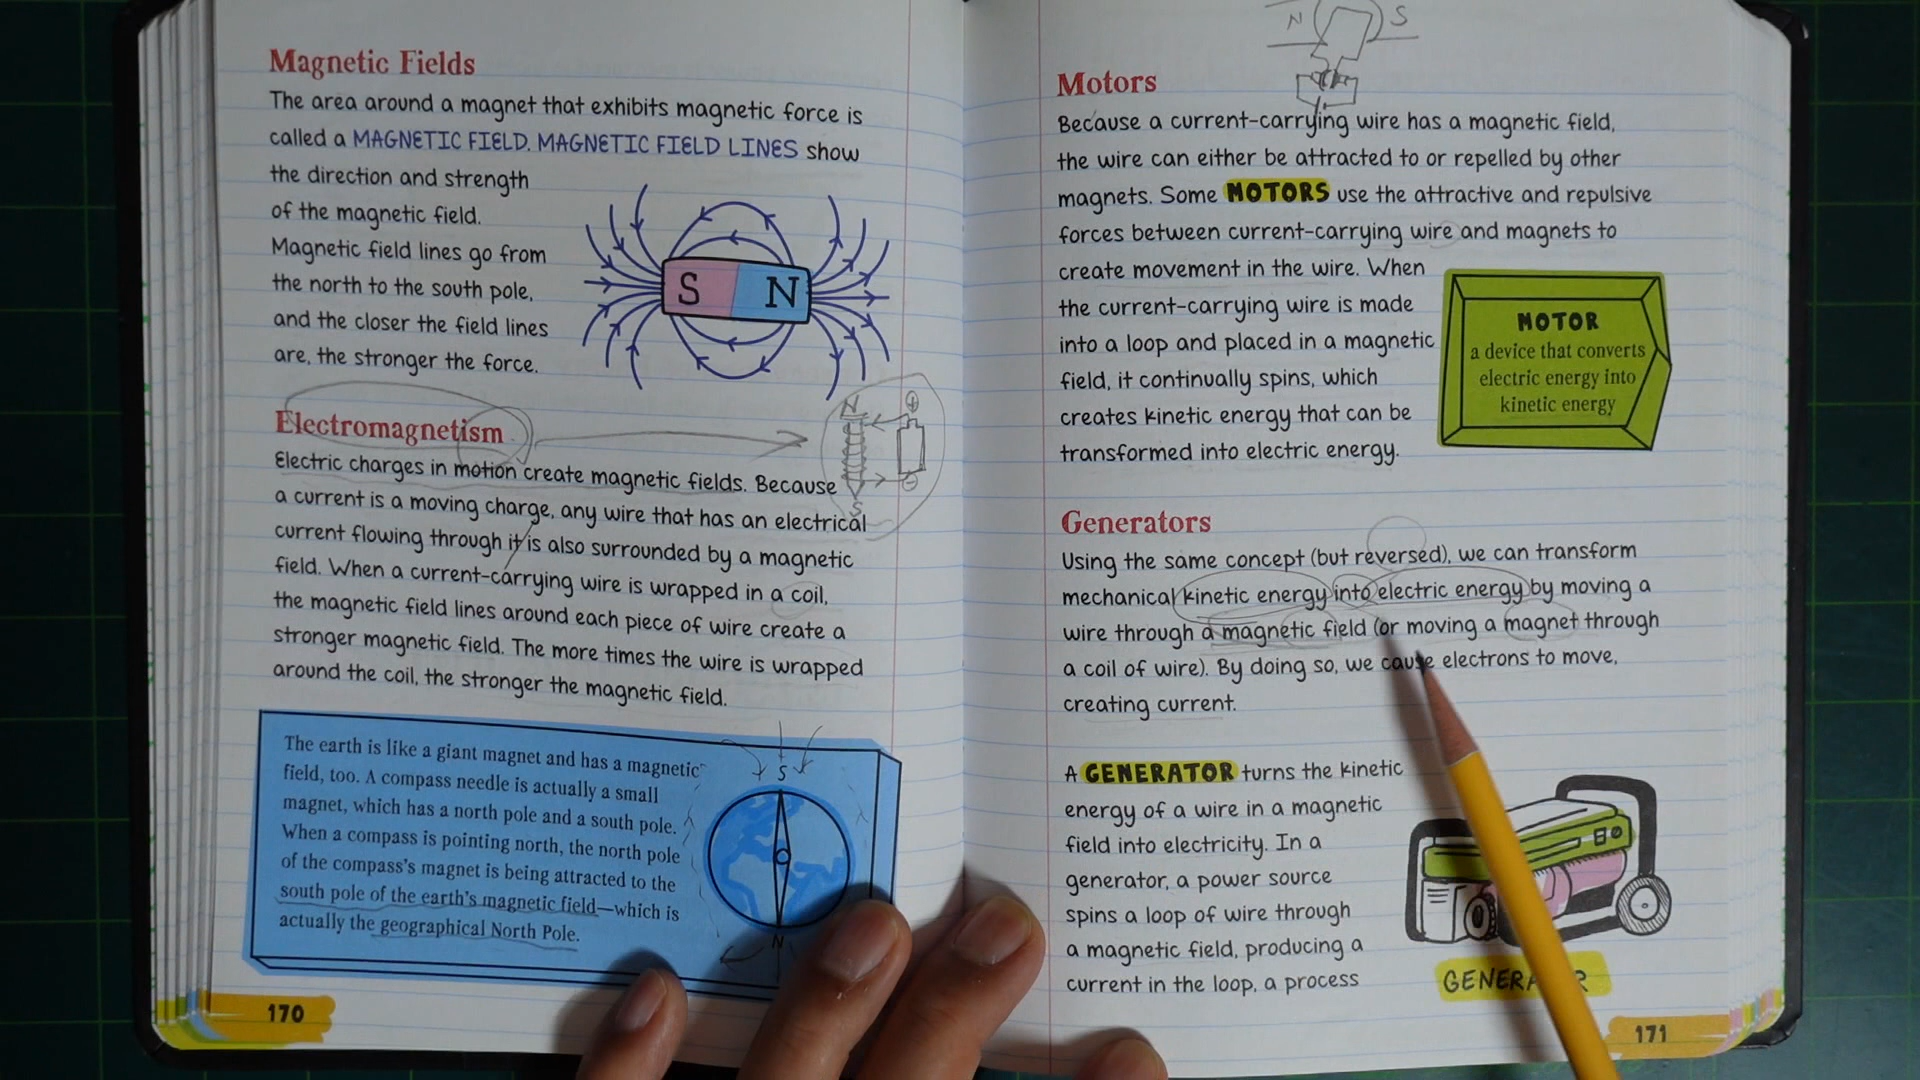 Magnetic Fields
The area around a magnet that exhibits magnetic force is
called a MAGNETIC FIELD. MAGNETIC FIELD LINES show
the direction and strength
of the magnetic field.
Magnetic field lines go from
the north to the south pole,
and the closer the field lines
are, the stronger the force.
S N
Electromagnetism
N
+
-
S
Electric charges in motion create magnetic fields. Because
a current is a moving charge, any wire that has an electrical
current flowing through it is also surrounded by a magnetic
field. When a current-carrying wire is wrapped in a coil,
the magnetic field lines around each piece of wire create a
stronger magnetic field. The more times the wire is wrapped
around the coil, the stronger the magnetic field.
The earth is like a giant magnet and has a magnetic
field, too. A compass needle is actually a small
magnet, which has a north pole and a south pole.
When a compass is pointing north, the north pole
of the compass's magnet is being attracted to the
south pole of the earth's magnetic field—which is
actually the geographical North Pole.
S
N
170
N S
Motors
Because a current-carrying wire has a magnetic field,
the wire can either be attracted to or repelled by other
magnets. Some MOTORS use the attractive and repulsive
forces between current-carrying wire and magnets to
create movement in the wire. When
the current-carrying wire is made
into a loop and placed in a magnetic
field, it continually spins, which
creates kinetic energy that can be
transformed into electric energy.
MOTOR
a device that converts
electric energy into
kinetic energy
Generators
Using the same concept (but reversed), we can transform
mechanical kinetic energy into electric energy by moving a
wire through a magnetic field (or moving a magnet through
a coil of wire). By doing so, we cause electrons to move,
creating current.
A GENERATOR turns the kinetic
energy of a wire in a magnetic
field into electricity. In a
generator, a power source
spins a loop of wire through
a magnetic field, producing a
current in the loop, a process
GENERATOR
171